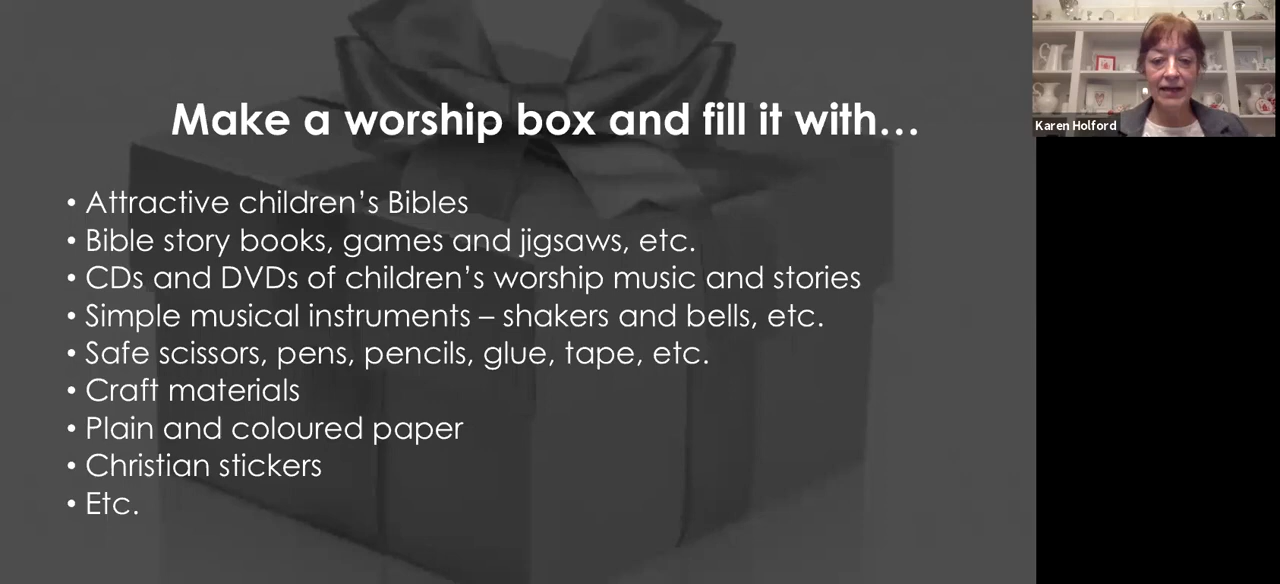 Make a worship box and fill it with…
• Attractive children’s Bibles
• Bible story books, games and jigsaws, etc.
• CDs and DVDs of children’s worship music and stories
• Simple musical instruments – shakers and bells, etc.
• Safe scissors, pens, pencils, glue, tape, etc.
• Craft materials
• Plain and coloured paper
• Christian stickers
• Etc.
Karen Holford